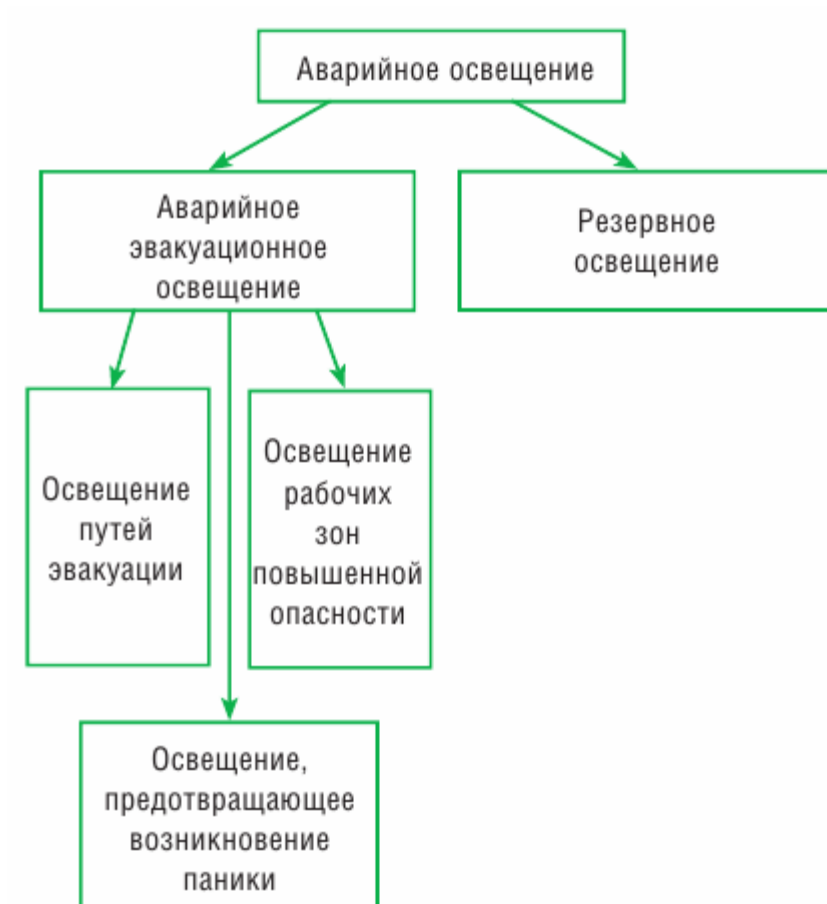 Аварийное освещение
Аварийное
эвакуационное
освещение
Резервное
освещение
Освещение
путей
эвакуации
Освещение
рабочих
зон
повышенной
опасности
Освещение,
предотвращающее
возникновение
паники